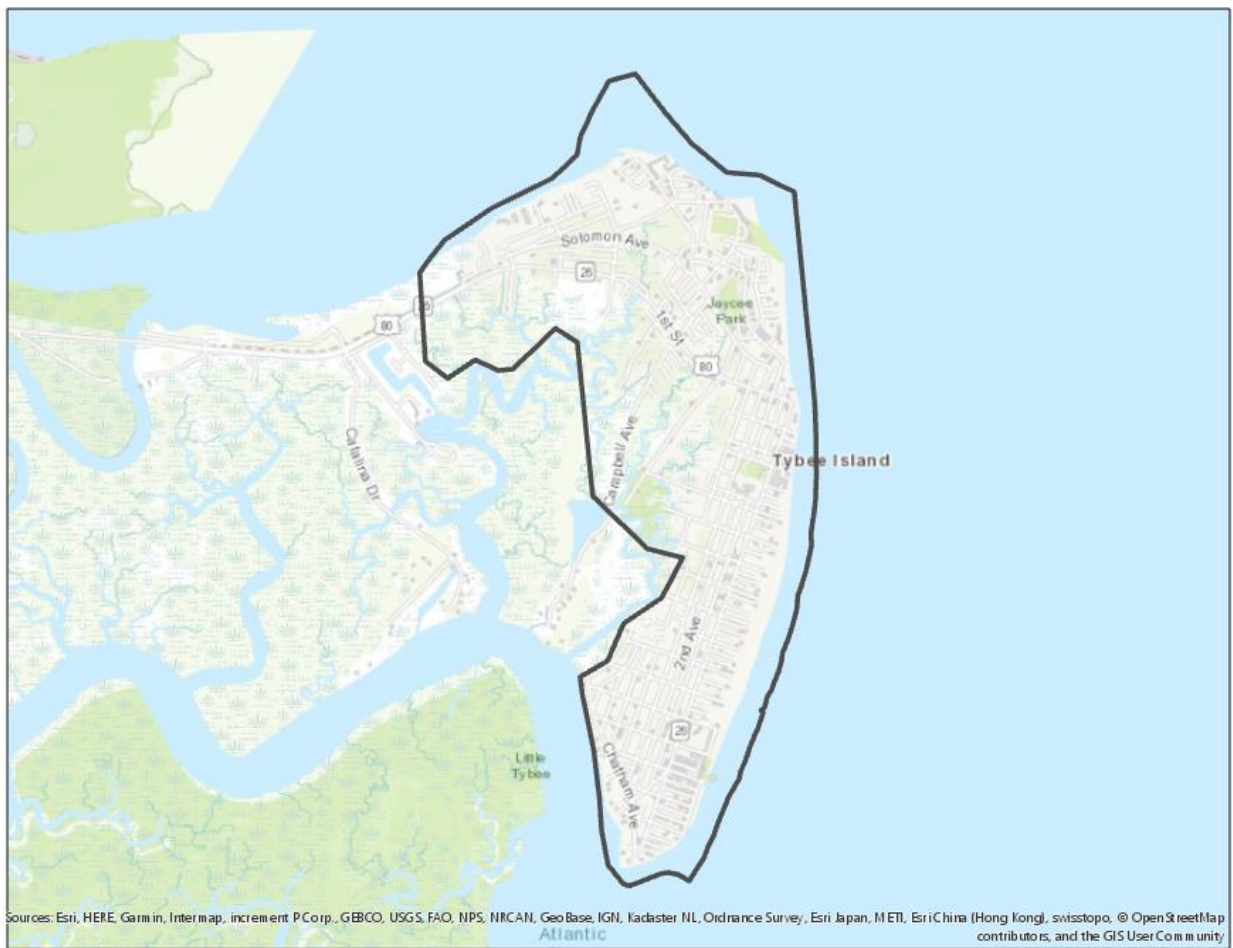 Solomon Ave
26
26
80
Jaycee
Park
1st St
80
Campbell Ave
Catalina Dr
Tybee Island
2nd Ave
26
Little
Tybee
Chatham Ave
Sources: Esri, HERE, Garmin, Intermap, increment P Corp., GEBCO, USGS, FAO, NPS, NRCAN, GeoBase, IGN, Kadaster NL, Ordnance Survey, Esri Japan, METI, Esri China (Hong Kong), swisstopo, © OpenStreetMap
contributors, and the GIS User Community
Atlantic